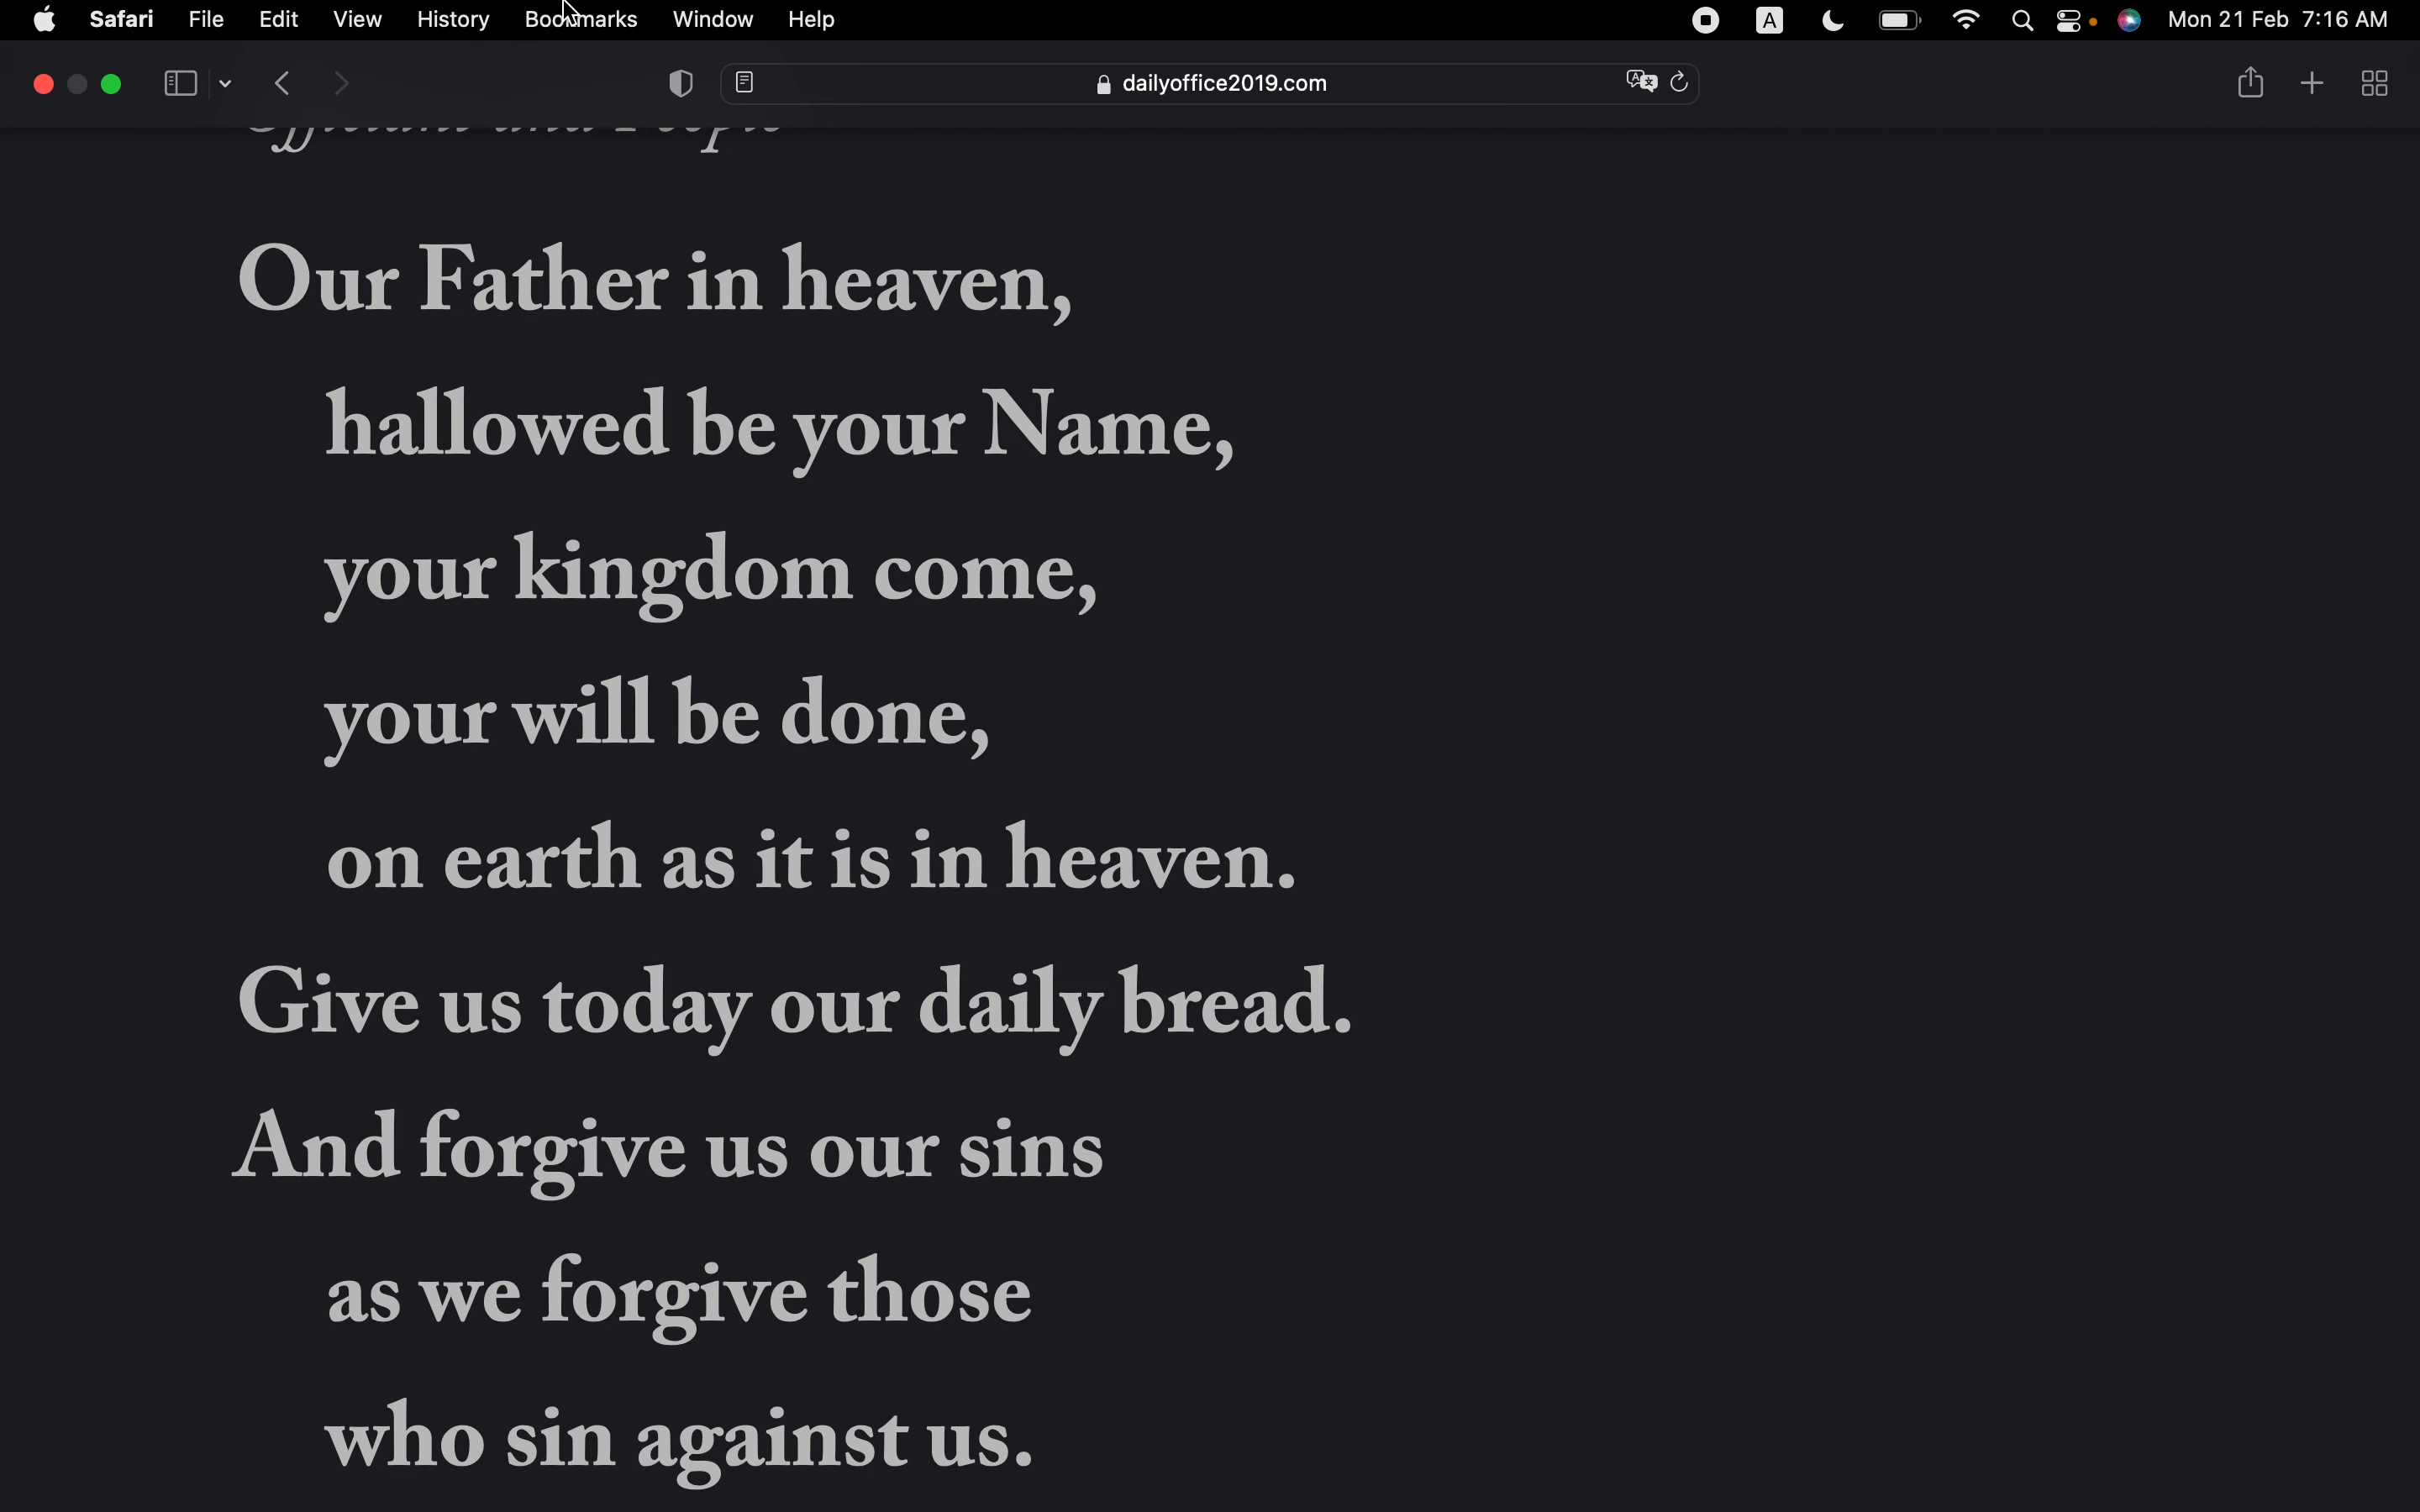 Safari File Edit View History Bookmarks Window Help A Mon 21 Feb 7:16 AM
dailyoffice2019.com
Our Father in heaven,
hallowed be your Name,
your kingdom come,
your will be done,
on earth as it is in heaven.
Give us today our daily bread.
And forgive us our sins
as we forgive those
who sin against us.